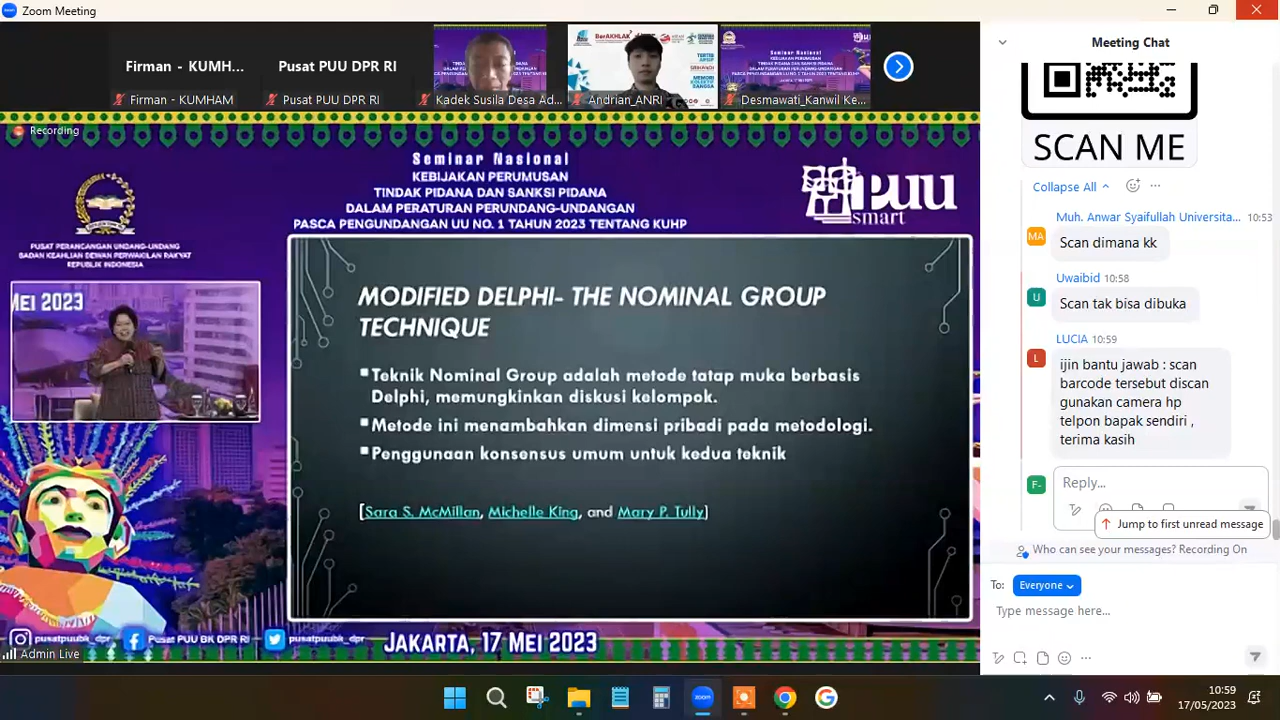 Zoom Meeting
Firman - KUMH...
Pusat PUU DPR RI
Firman - KUMHAM
Pusat PUU DPR RI
Kadek Susila Desa Ad...
Andrian_ANRI
Desmawati_Kanwil Ke...
Recording
Seminar Nasional
KEBIJAKAN PERUMUSAN
TINDAK PIDANA DAN SANKSI PIDANA
DALAM PERATURAN PERUNDANG-UNDANGAN
PASCA PENGUNDANGAN UU NO. 1 TAHUN 2023 TENTANG KUHP
PUU
smart
PUSAT PERANCANGAN UNDANG-UNDANG
BADAN KEAHLIAN DEWAN PERWAKILAN RAKYAT
REPUBLIK INDONESIA
MEI 2023
MODIFIED DELPHI- THE NOMINAL GROUP
TECHNIQUE
Teknik Nominal Group adalah metode tatap muka berbasis
Delphi, memungkinkan diskusi kelompok.
Metode ini menambahkan dimensi pribadi pada metodologi.
Penggunaan konsensus umum untuk kedua teknik
[Sara S. McMillan, Michelle King, and Mary P. Tully]
pusatpuubk_dpr
Pusat PUU BK DPR RI
pusatpuubk_dpr
JAKARTA, 17 MEI 2023
Admin Live
Meeting Chat
SCAN ME
Collapse All
Muh. Anwar Syaifullah Universita... 10:53
MA
Scan dimana kk
Uwaibid 10:58
U
Scan tak bisa dibuka
LUCIA 10:59
L
ijin bantu jawab : scan
barcode tersebut discan
gunakan camera hp
telpon bapak sendiri ,
terima kasih
F-
Reply...
Jump to first unread message
Who can see your messages? Recording On
To: Everyone
Type message here...
10:59
17/05/2023